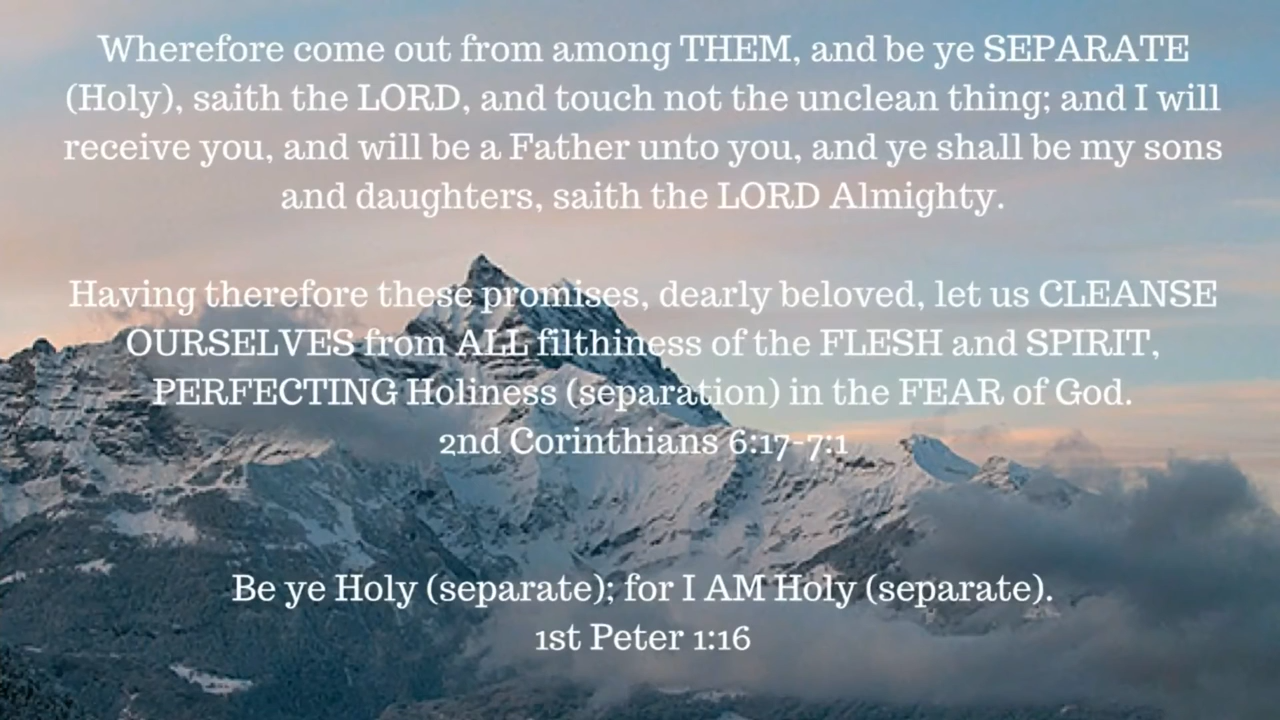 Wherefore come out from among THEM, and be ye SEPARATE
(Holy), saith the LORD, and touch not the unclean thing; and I will
receive you, and will be a Father unto you, and ye shall be my sons
and daughters, saith the LORD Almighty.
Having therefore these promises, dearly beloved, let us CLEANSE
OURSELVES from ALL filthiness of the FLESH and SPIRIT,
PERFECTING Holiness (separation) in the FEAR of God.
2nd Corinthians 6:17-7:1
Be ye Holy (separate); for I AM Holy (separate).
1st Peter 1:16